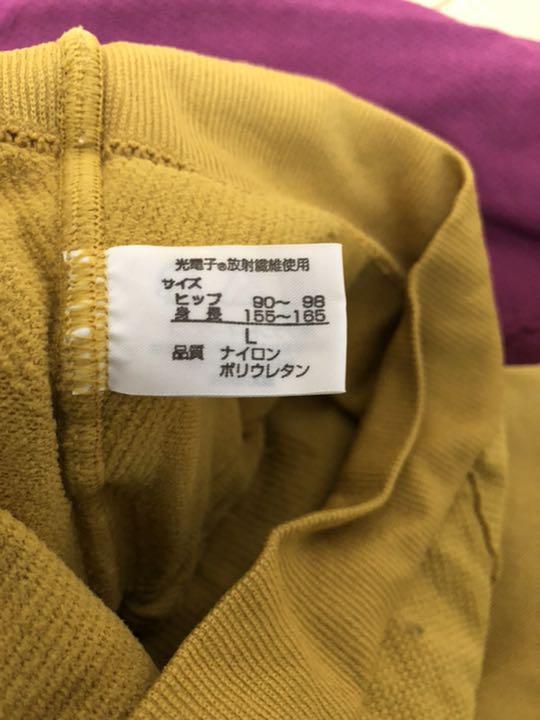 光電子®放射繊維使用
サイズ
ヒップ 90～ 98
身長 155～165
L
品質 ナイロン
ポリウレタン